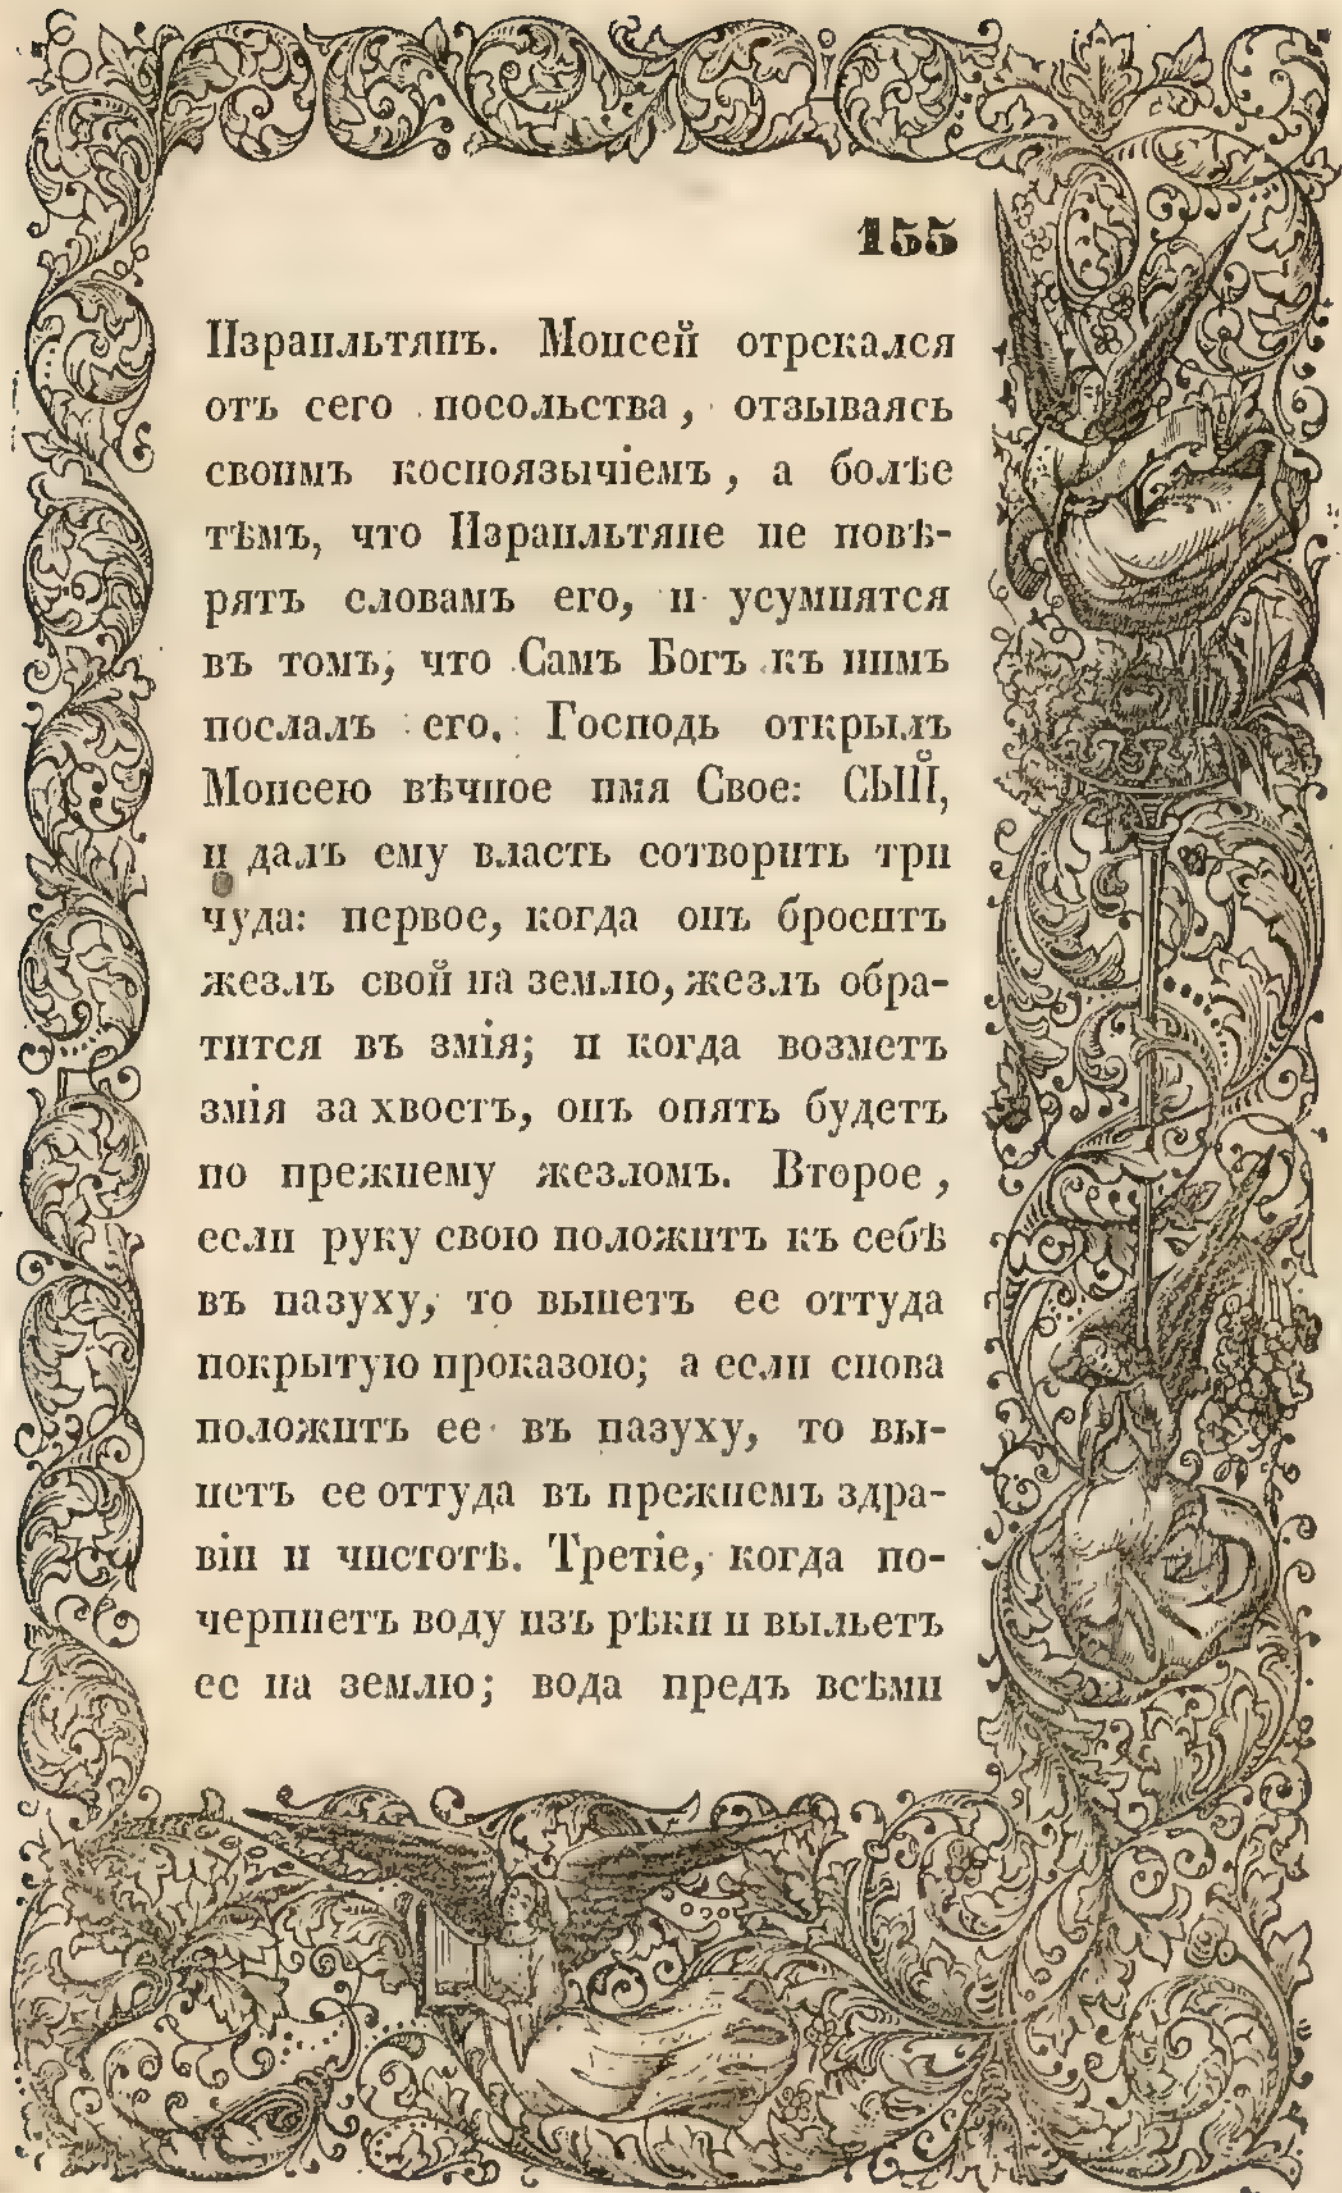 155
Израильтянъ. Моисей отрекался
отъ сего посольства, отзываясь
своимъ косноязычіемъ, а болѣе
тѣмъ, что Израильтяне не повѣ-
рятъ словамъ его, и усумнятся
въ томъ, что Самъ Богъ къ нимъ
послалъ его. Господь открылъ
Моисею вѣчное имя Свое: СЫЙ,
и далъ ему власть сотворить три
чуда: первое, когда онъ броситъ
жезлъ свой на землю, жезлъ обра-
тится въ змія; и когда возметъ
змія за хвостъ, онъ опять будетъ
по прежнему жезломъ. Второе,
если руку свою положитъ къ себѣ
въ пазуху, то вынетъ ее оттуда
покрытую проказою; а если снова
положитъ ее въ пазуху, то вы-
нетъ ее оттуда въ прежнемъ здра-
віи и чистотѣ. Третіе, когда по-
черпнетъ воду изъ рѣки и выльетъ
ее на землю; вода предъ всѣми